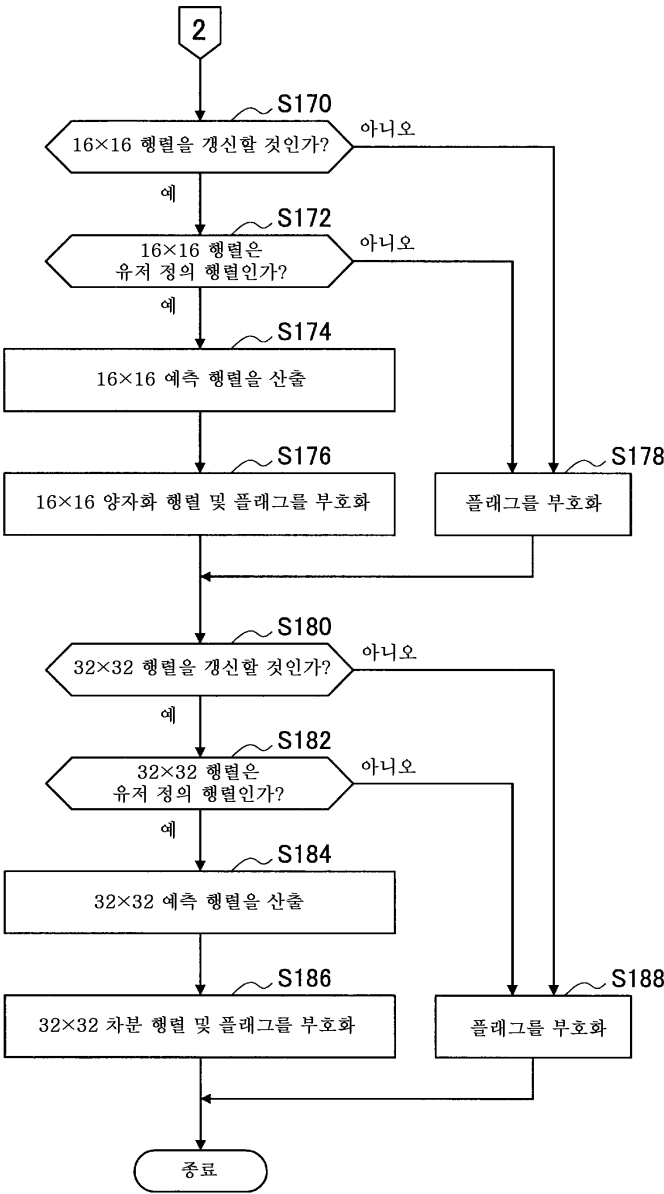 2
S170
16×16 행렬을 갱신할 것인가?
아니오
예
S172
16×16 행렬은
유저 정의 행렬인가?
아니오
예
S174
16×16 예측 행렬을 산출
S176
16×16 양자화 행렬 및 플래그를 부호화
S178
플래그를 부호화
S180
32×32 행렬을 갱신할 것인가?
아니오
예
S182
32×32 행렬은
유저 정의 행렬인가?
아니오
예
S184
32×32 예측 행렬을 산출
S186
32×32 차분 행렬 및 플래그를 부호화
S188
플래그를 부호화
종료